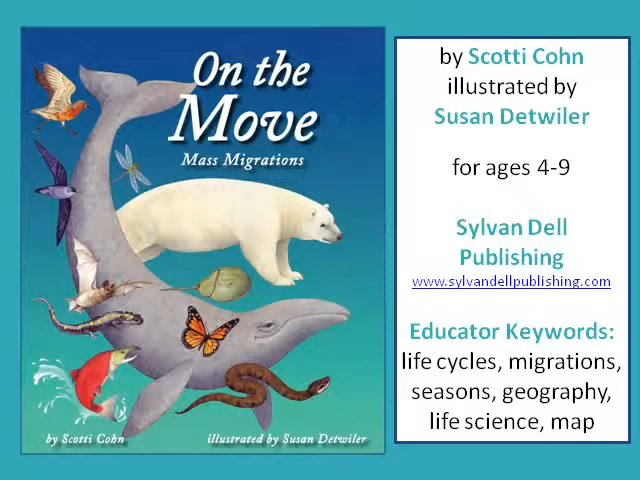 On the
Move
Mass Migrations
by Scotti Cohn
illustrated by Susan Detwiler
by Scotti Cohn
illustrated by
Susan Detwiler
for ages 4-9
Sylvan Dell
Publishing
www.sylvandellpublishing.com
Educator Keywords:
life cycles, migrations,
seasons, geography,
life science, map